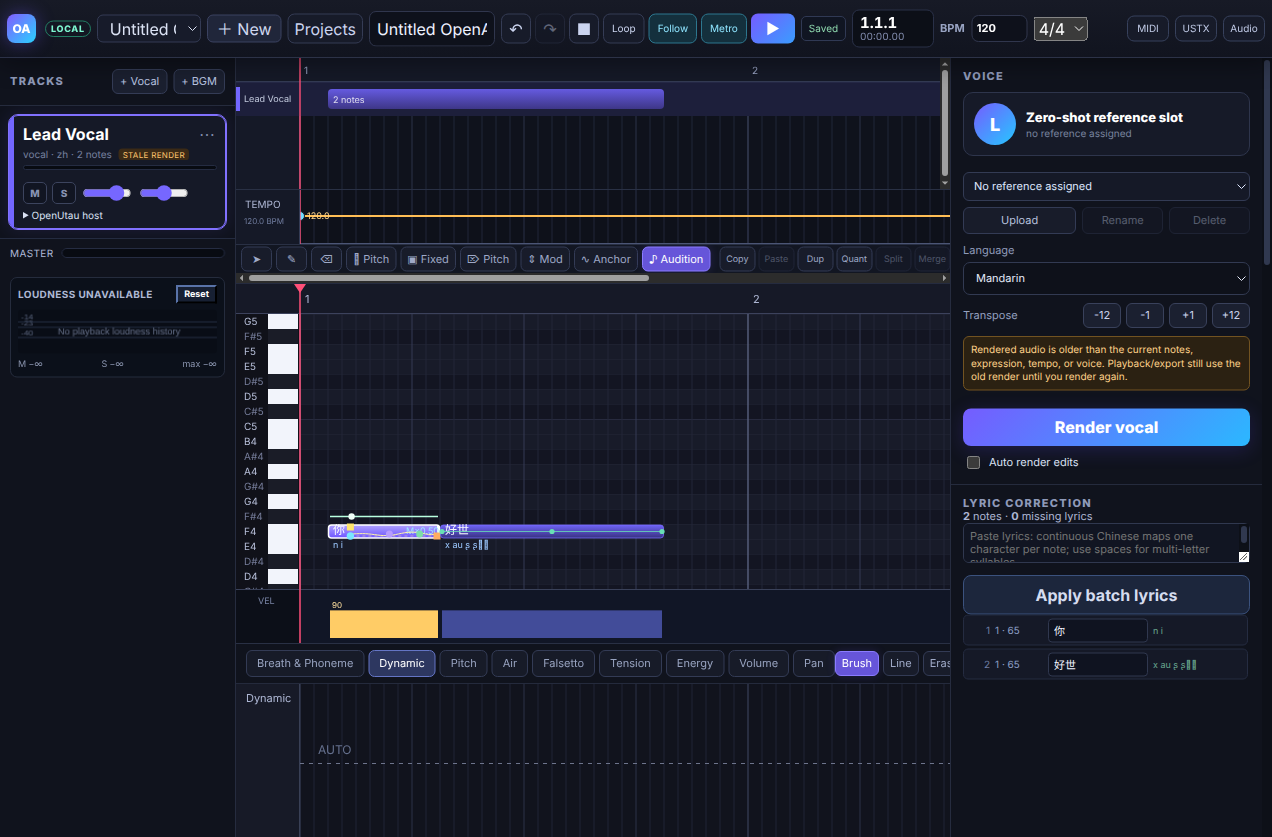 OA
LOCAL
Untitled
+ New
Projects
Untitled Open
Loop
Follow
Metro
Saved
1.1.1
00:00.00
BPM
120
4/4
MIDI
USTX
Audio
TRACKS
+ Vocal
+ BGM
Lead Vocal
vocal · zh · 2 notes
STALE RENDER
M
S
OpenUtau host
MASTER
LOUDNESS UNAVAILABLE
Reset
-14
-23
-40
No playback loudness history
M −∞
S −∞
max −∞
1
2
Lead Vocal
2 notes
TEMPO
120.0 BPM
120.0
Pitch
Fixed
Pitch
Mod
Anchor
Audition
Copy
Paste
Dup
Quant
Split
Merge
1
2
G5
F#5
F5
E5
D#5
D5
C#5
C5
B4
A#4
A4
G#4
G4
F#4
F4
E4
D#4
D4
你
好世
n i
x au ʂ ʂ
VEL
90
Breath & Phoneme
Dynamic
Pitch
Air
Falsetto
Tension
Energy
Volume
Pan
Brush
Line
Eras
Dynamic
AUTO
VOICE
L
Zero-shot reference slot
no reference assigned
No reference assigned
Upload
Rename
Delete
Language
Mandarin
Transpose
-12
-1
+1
+12
Rendered audio is older than the current notes,
expression, tempo, or voice. Playback/export still use the
old render until you render again.
Render vocal
Auto render edits
LYRIC CORRECTION
2 notes · 0 missing lyrics
Paste lyrics: continuous Chinese maps one
character per note; use spaces for multi-letter
syllables
Apply batch lyrics
1 1 · 65
你
n i
2 1 · 65
好世
x au ʂ ʂ